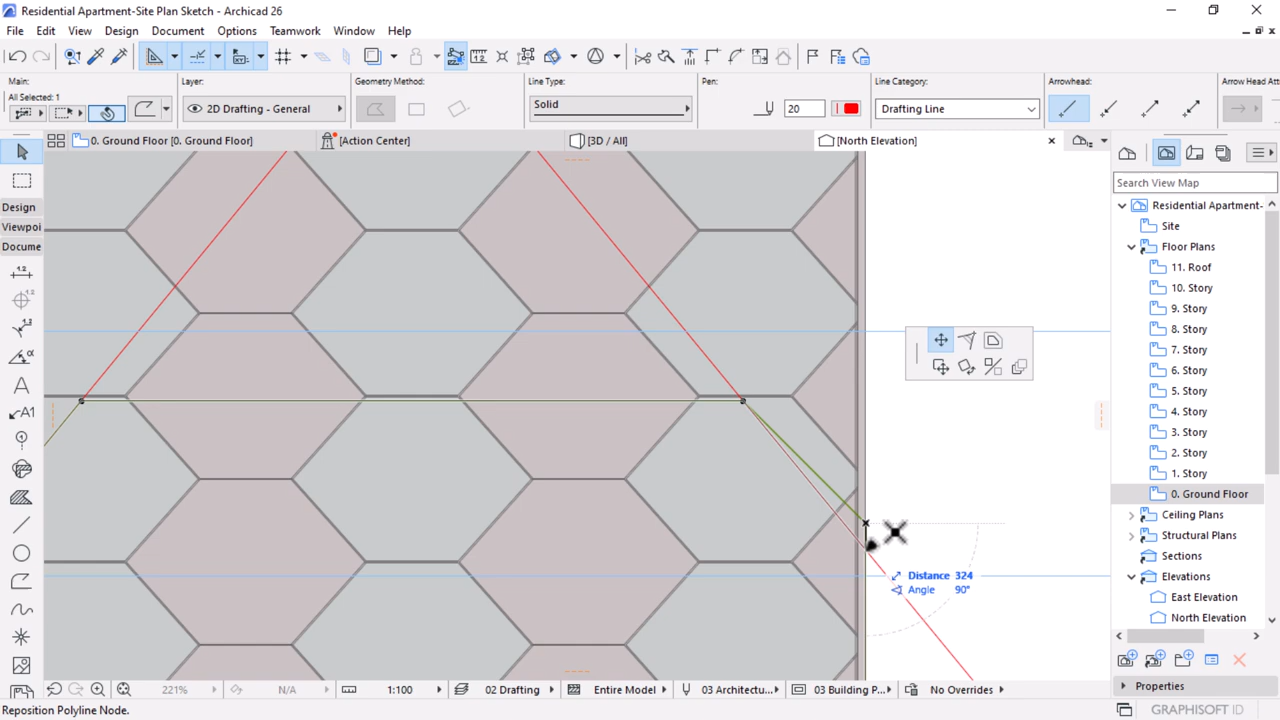 Residential Apartment-Site Plan Sketch - Archicad 26
File Edit View Design Document Options Teamwork Window Help
Main:
All Selected: 1
Layer:
2D Drafting - General
Geometry Method:
Line Type:
Solid
Pen:
20
Line Category:
Drafting Line
Arrowhead:
Arrow Head Att
0. Ground Floor [0. Ground Floor]
[Action Center]
[3D / All]
[North Elevation]
Design
Viewpoi
Docume
Distance 324
Angle 90°
Search View Map
Residential Apartment-
Site
Floor Plans
11. Roof
10. Story
9. Story
8. Story
7. Story
6. Story
5. Story
4. Story
3. Story
2. Story
1. Story
0. Ground Floor
Ceiling Plans
Structural Plans
Sections
Elevations
East Elevation
North Elevation
Properties
221%
N/A
1:100
02 Drafting
Entire Model
03 Architectu...
03 Building P...
No Overrides
Reposition Polyline Node.
GRAPHISOFT ID